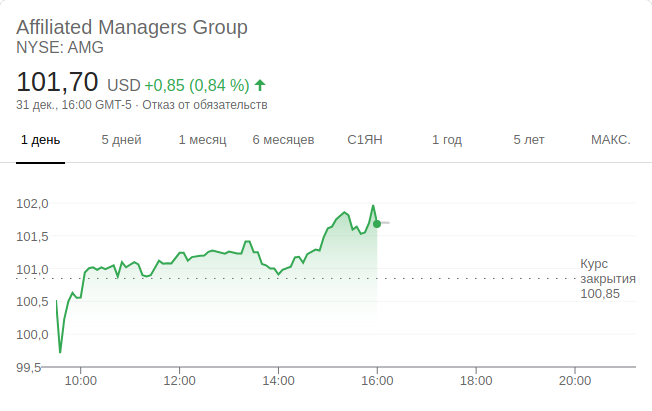 Affiliated Managers Group
NYSE: AMG
101,70 USD +0,85 (0,84 %)
31 дек., 16:00 GMT-5 · Отказ от обязательств
1 день 5 дней 1 месяц 6 месяцев С1ЯН 1 год 5 лет МАКС.
102,0
101,5
101,0
100,5
100,0
99,5
Курс
закрытия
100,85
10:00 12:00 14:00 16:00 18:00 20:00